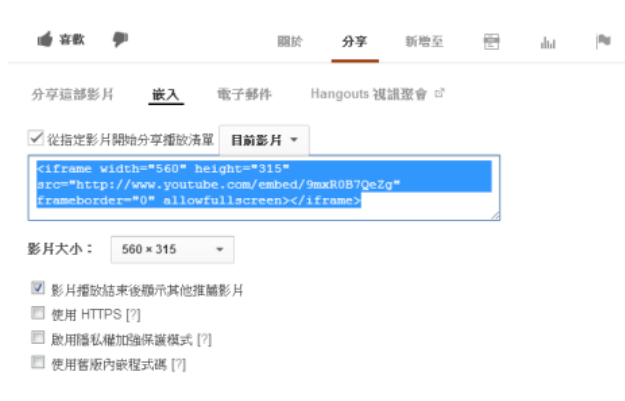 喜歡
關於 分享 新增至
分享這部影片 嵌入 電子郵件 Hangouts 視訊聚會
從指定影片開始分享播放清單 目前影片
<iframe width="560" height="315"
src="http://www.youtube.com/embed/9mxR0B7QeZg"
frameborder="0" allowfullscreen></iframe>
影片大小： 560 × 315
影片播放結束後顯示其他推薦影片
使用 HTTPS [?]
啟用隱私權加強保護模式 [?]
使用舊版內嵌程式碼 [?]